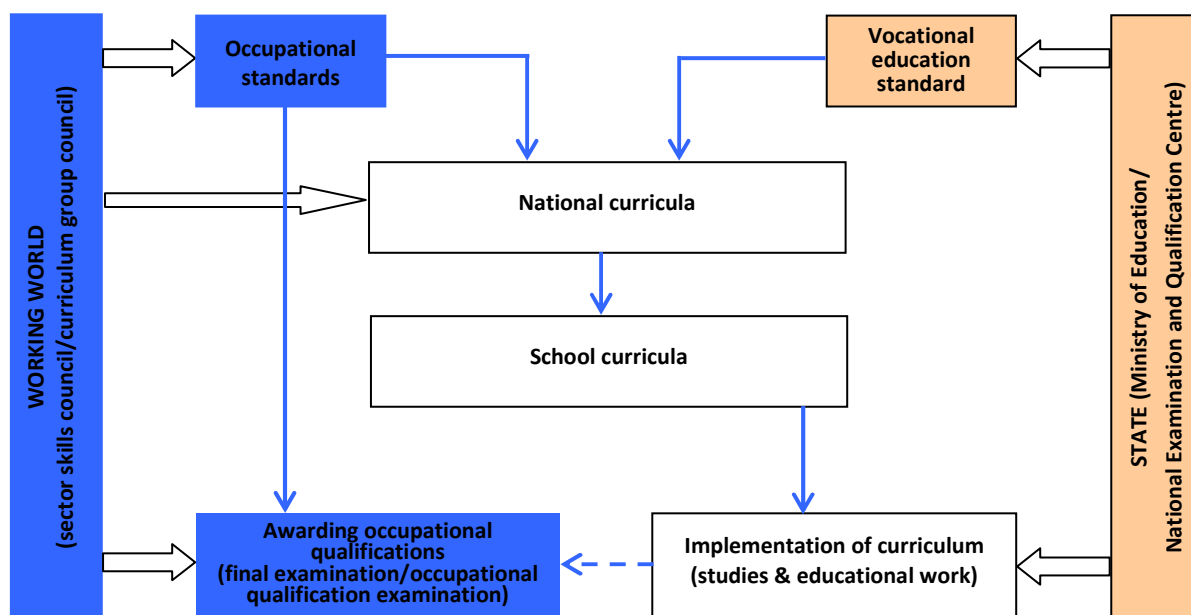 WORKING WORLD
(sector skills council/curriculum group council)
Occupational
standards
Vocational
education
standard
National curricula
School curricula
Awarding occupational
qualifications
(final examination/occupational
qualification examination)
Implementation of curriculum
(studies & educational work)
STATE (Ministry of Education/
National Examination and Qualification Centre)